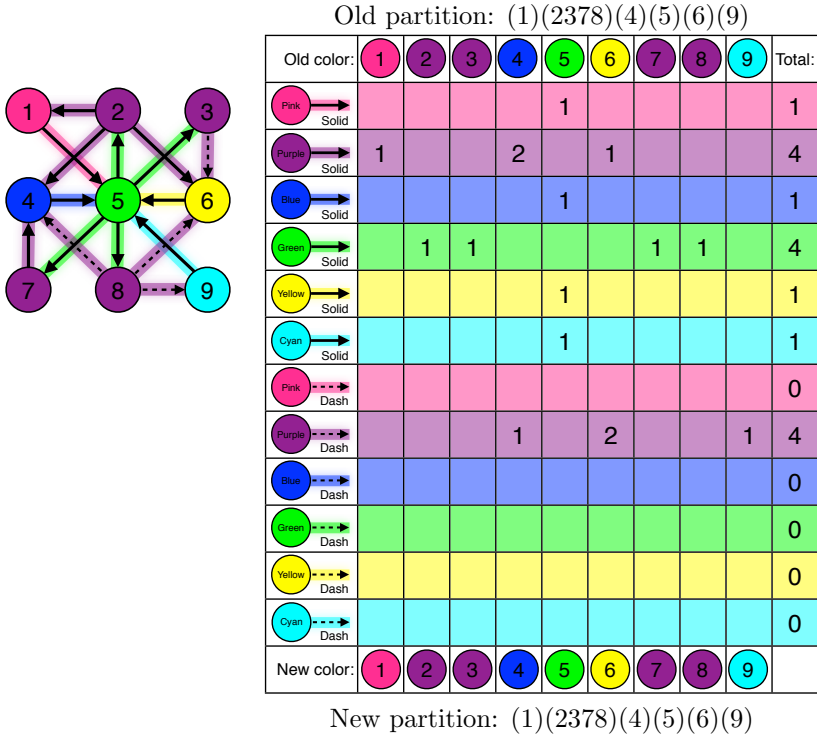 Old partition: (1)(2378)(4)(5)(6)(9)
1 2 3
4 5 6
7 8 9
Old color: 1 2 3 4 5 6 7 8 9 Total:
Pink Solid 1 1
Purple Solid 1 2 1 4
Blue Solid 1 1
Green Solid 1 1 1 1 4
Yellow Solid 1 1
Cyan Solid 1 1
Pink Dash 0
Purple Dash 1 2 1 4
Blue Dash 0
Green Dash 0
Yellow Dash 0
Cyan Dash 0
New color: 1 2 3 4 5 6 7 8 9
New partition: (1)(2378)(4)(5)(6)(9)